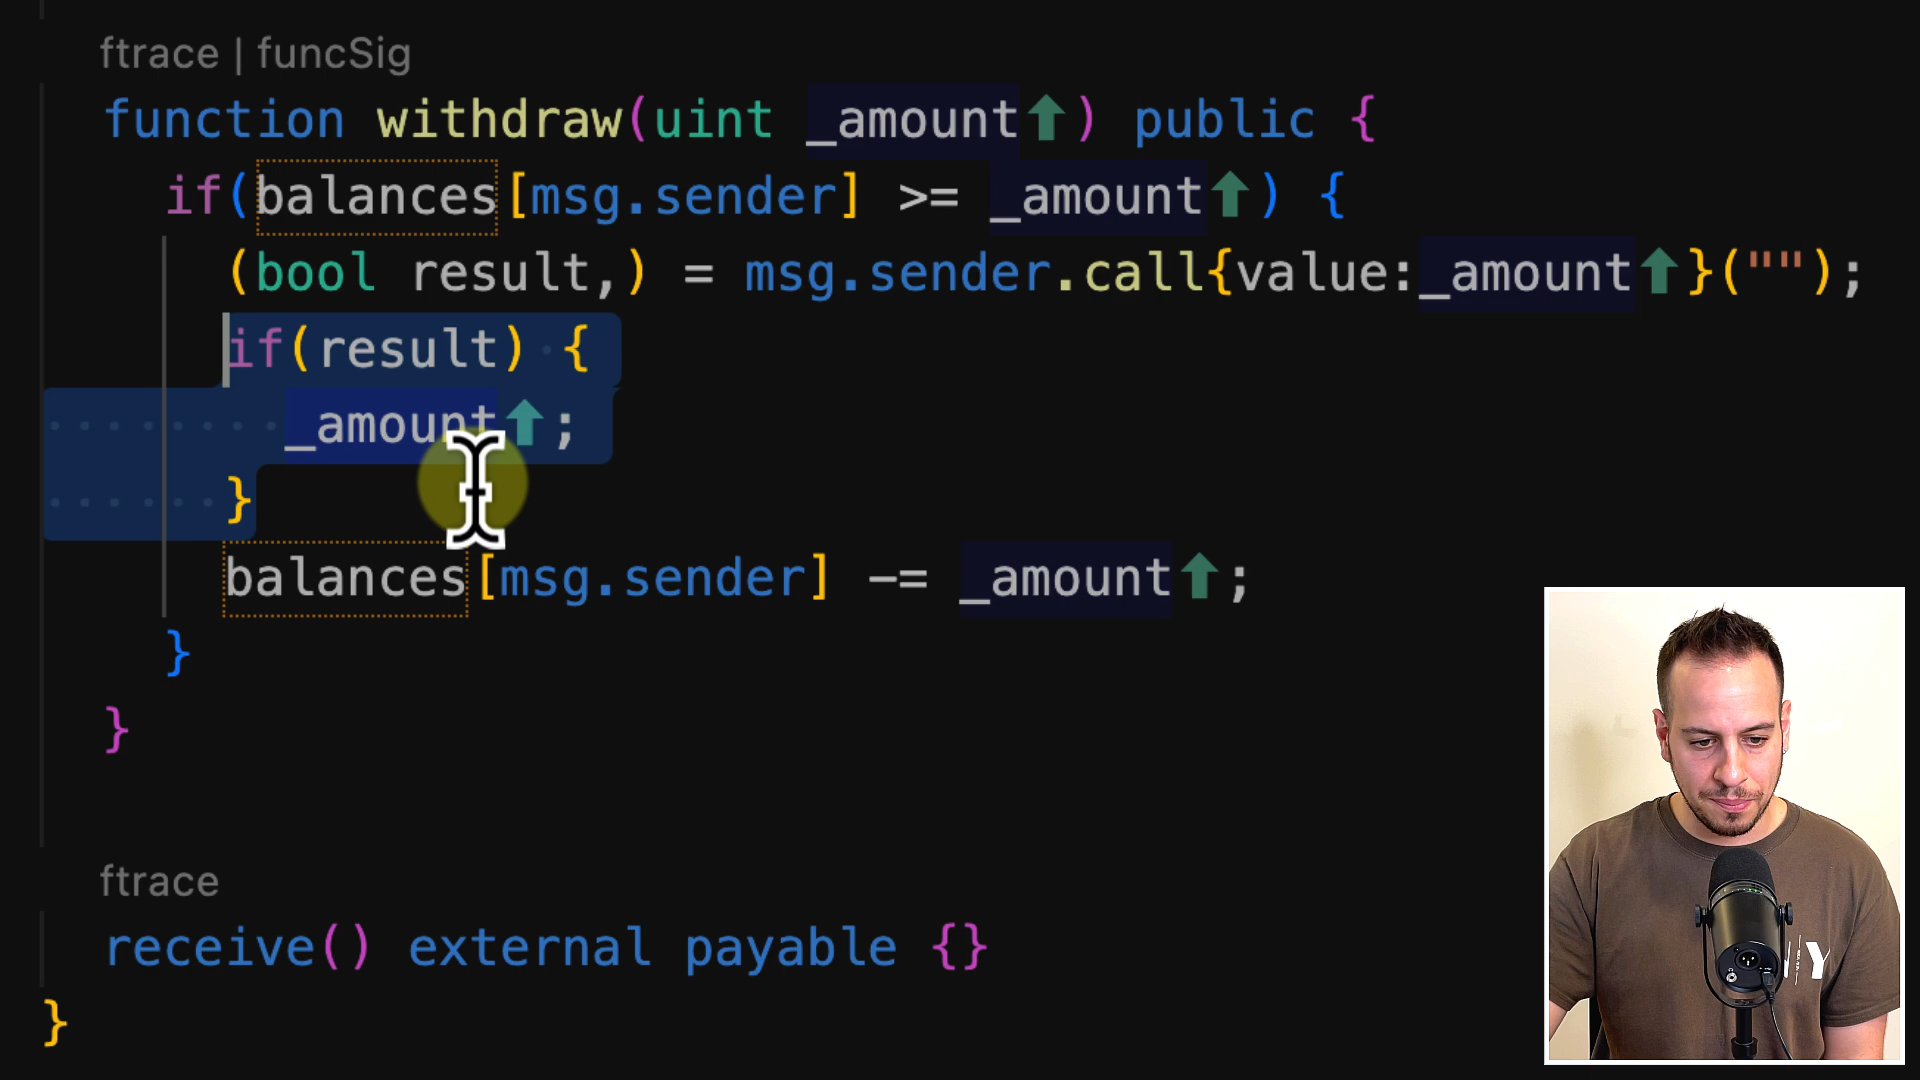 ftrace | funcSig
function withdraw(uint _amount⬆) public {
if(balances[msg.sender] >= _amount⬆) {
(bool result,) = msg.sender.call{value:_amount⬆}("");
if(result) {
_amount⬆;
}
balances[msg.sender] -= _amount⬆;
}
}
ftrace
receive() external payable {}
}
Y